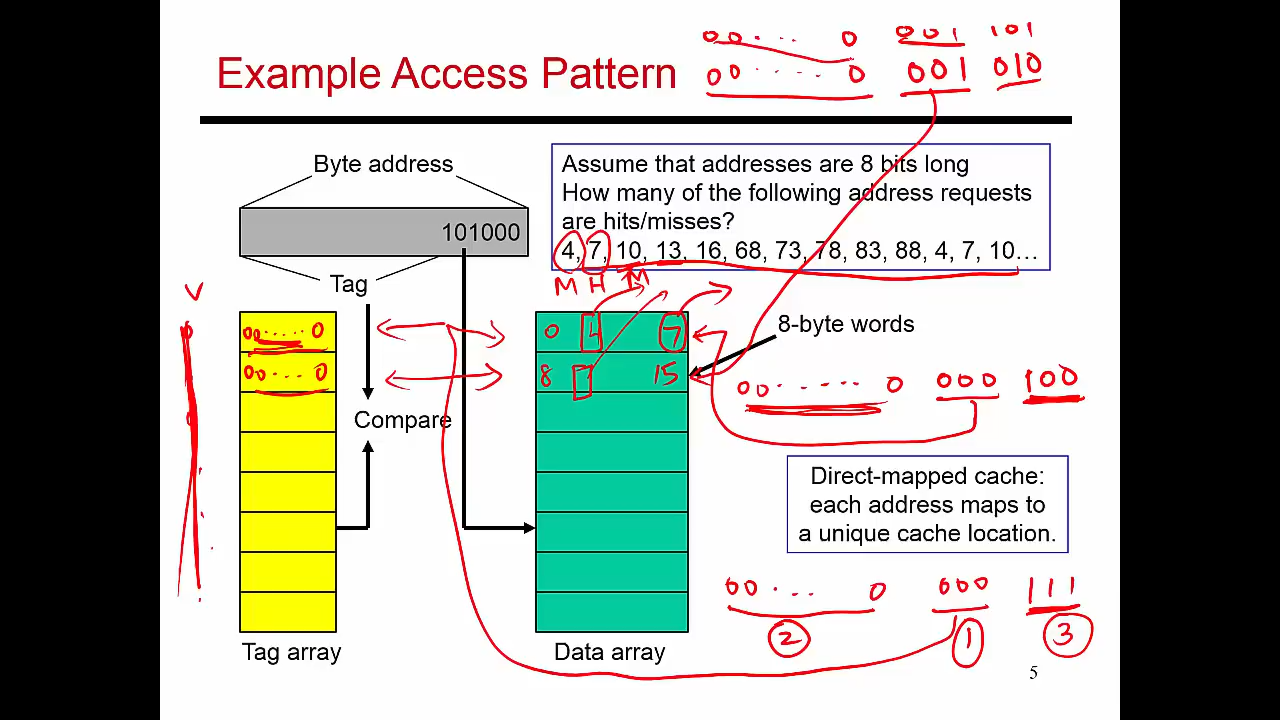 00 . . . . 0 001 101
Example Access Pattern
00 . . . . . 0 001 010
Byte address
101000
Tag
Assume that addresses are 8 bits long
How many of the following address requests
are hits/misses?
4, 7, 10, 13, 16, 68, 73, 78, 83, 88, 4, 7, 10…
M H M
V
00.....0
0 4 7
8-byte words
00...0
8 15
00 . . . . . . 0 000 100
Compare
Direct-mapped cache:
each address maps to
a unique cache location.
00 . . . 0 000 111
2 1 3
Tag array
Data array
5